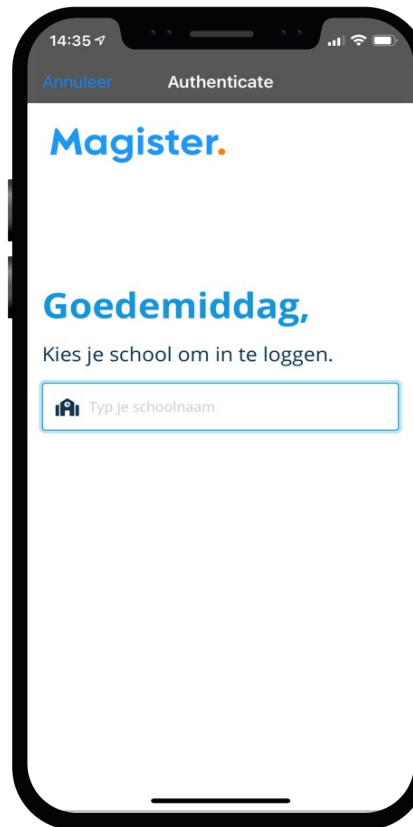 14:35
Annuleer
Authenticate
Magister.
Goedemiddag,
Kies je school om in te loggen.
Typ je schoolnaam